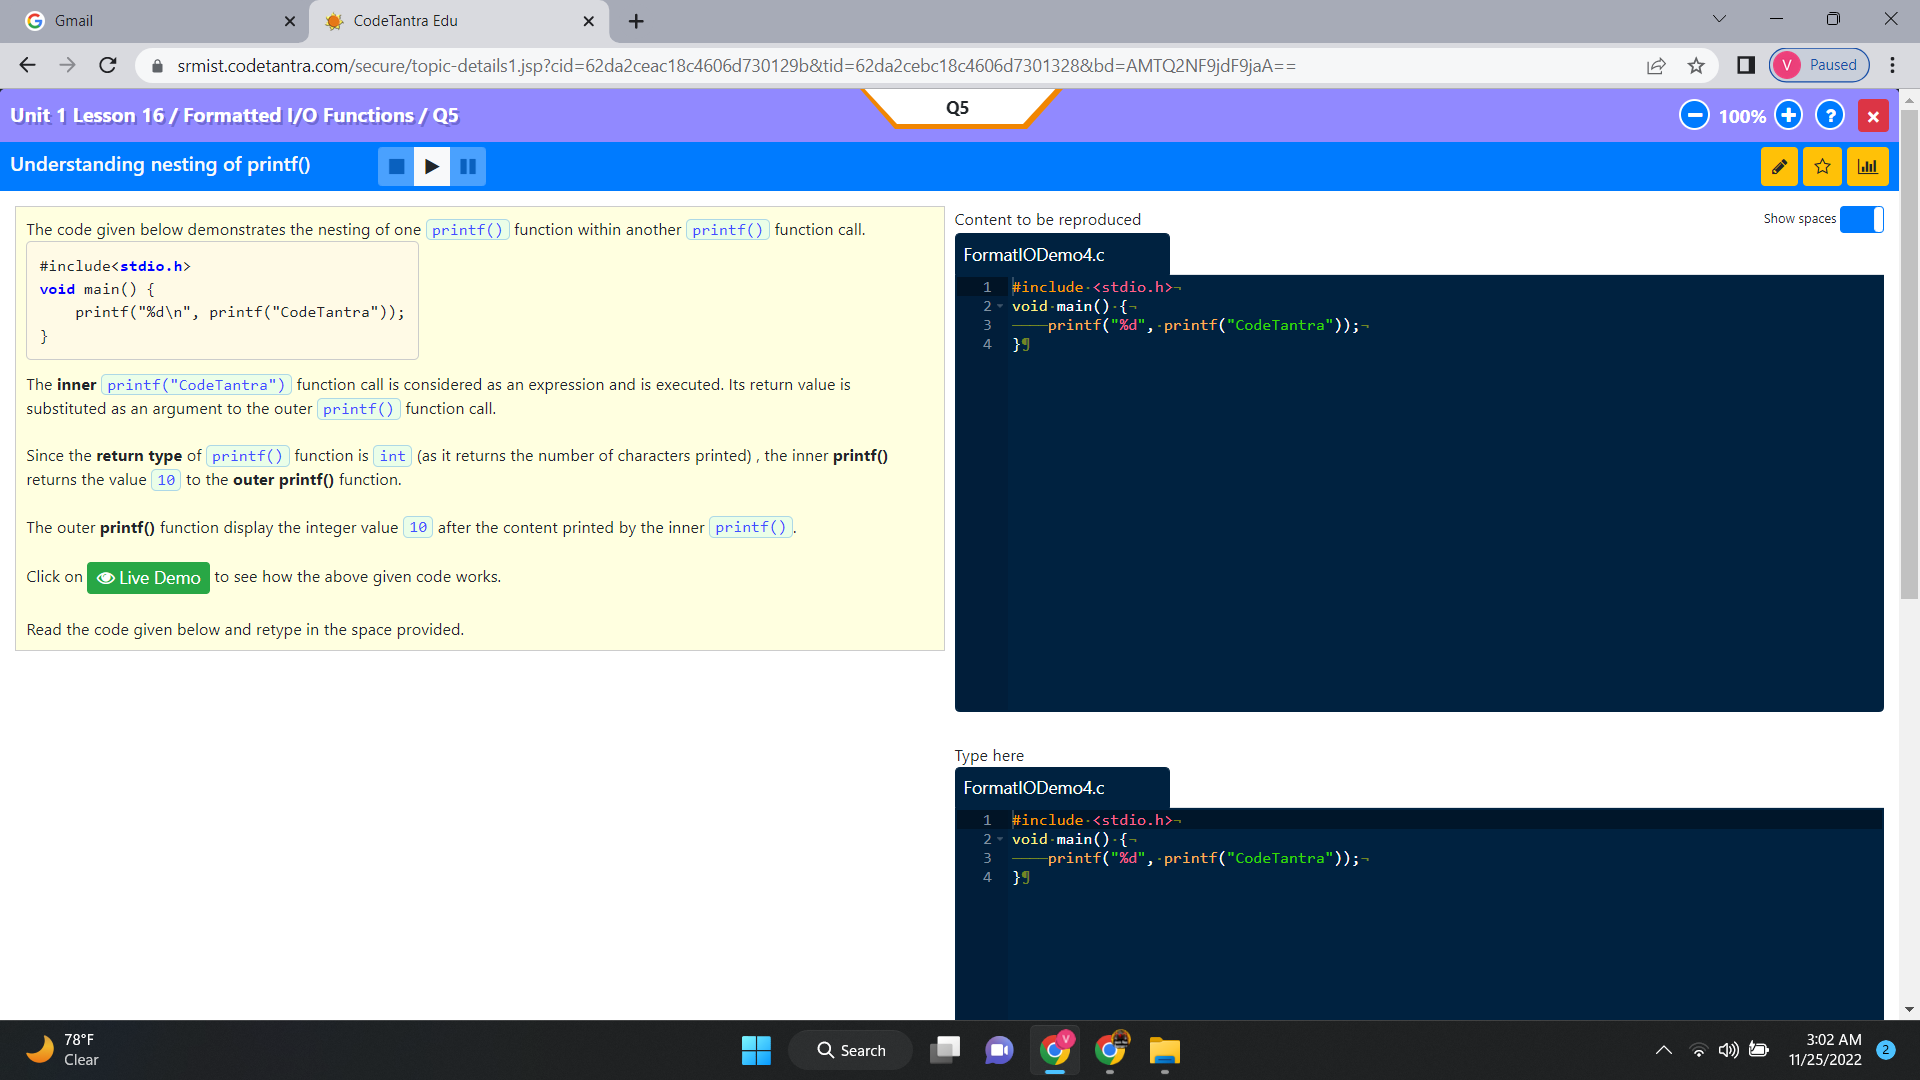 Gmail
CodeTantra Edu
srmist.codetantra.com/secure/topic-details1.jsp?cid=62da2ceac18c4606d730129b&tid=62da2cebc18c4606d7301328&bd=AMTQ2NF9jdF9jaA==
V Paused
Unit 1 Lesson 16 / Formatted I/O Functions / Q5
Q5
100%
?
Understanding nesting of printf()
The code given below demonstrates the nesting of one printf() function within another printf() function call.
#include<stdio.h>
void main() {
    printf("%d\n", printf("CodeTantra"));
}
The inner printf("CodeTantra") function call is considered as an expression and is executed. Its return value is
substituted as an argument to the outer printf() function call.
Since the return type of printf() function is int (as it returns the number of characters printed) , the inner printf()
returns the value 10 to the outer printf() function.
The outer printf() function display the integer value 10 after the content printed by the inner printf().
Click on Live Demo to see how the above given code works.
Read the code given below and retype in the space provided.
Content to be reproduced
Show spaces
FormatIODemo4.c
1 #include·<stdio.h>¬
2 void·main()·{¬
3 ————printf("%d",·printf("CodeTantra"));¬
4 }¶
Type here
FormatIODemo4.c
1 #include·<stdio.h>¬
2 void·main()·{¬
3 ————printf("%d",·printf("CodeTantra"));¬
4 }¶
78°F
Clear
Search
V
3:02 AM
11/25/2022
2